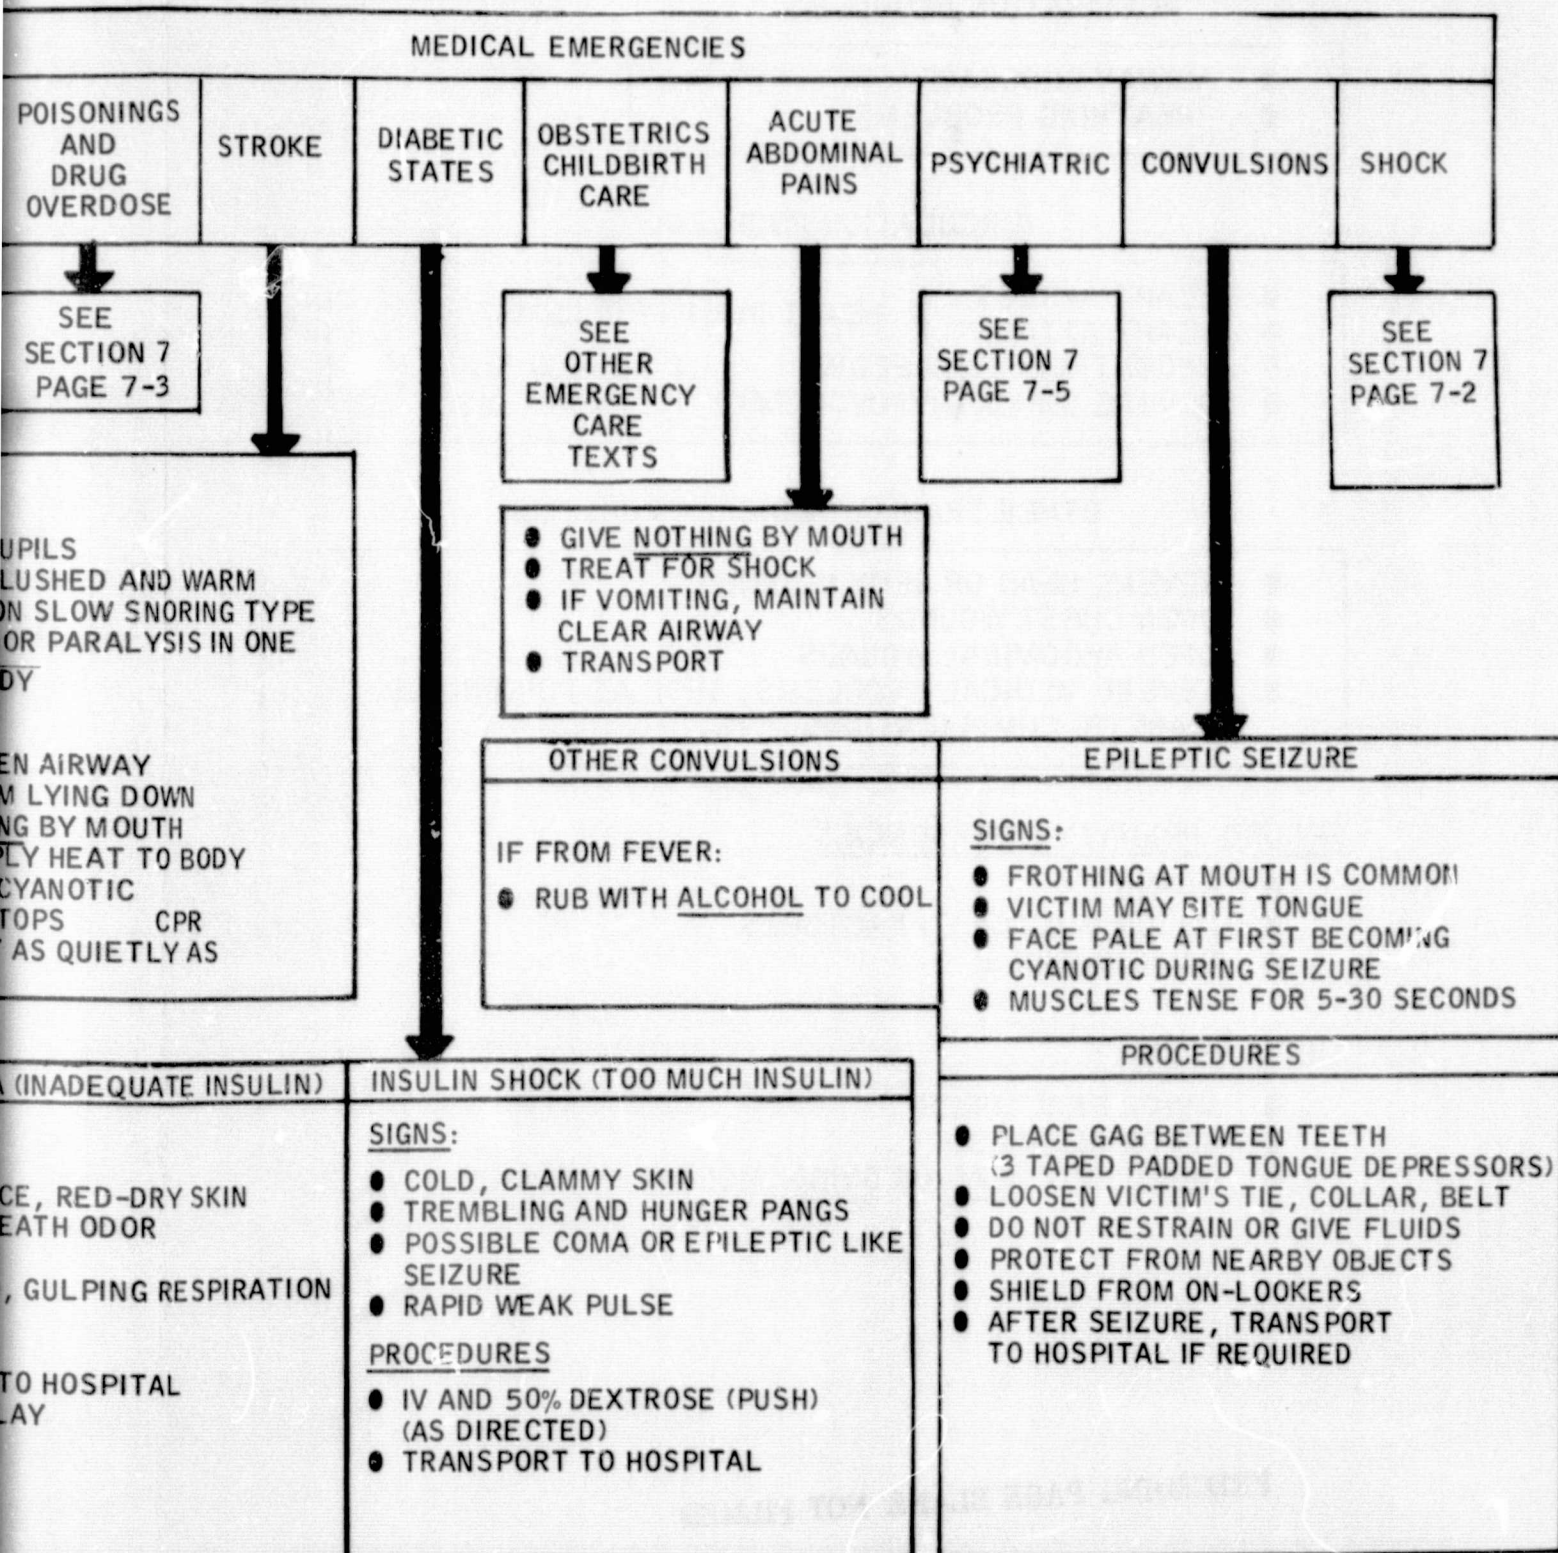 MEDICAL EMERGENCIES
POISONINGS
AND
DRUG
OVERDOSE
STROKE
DIABETIC
STATES
OBSTETRICS
CHILDBIRTH
CARE
ACUTE
ABDOMINAL
PAINS
PSYCHIATRIC
CONVULSIONS
SHOCK
SEE
SECTION 7
PAGE 7-3
SEE
OTHER
EMERGENCY
CARE
TEXTS
SEE
SECTION 7
PAGE 7-5
SEE
SECTION 7
PAGE 7-2
UPILS
LUSHED AND WARM
ON SLOW SNORING TYPE
OR PARALYSIS IN ONE
DY
EN AIRWAY
M LYING DOWN
NG BY MOUTH
PLY HEAT TO BODY
CYANOTIC
TOPS CPR
AS QUIETLY AS
● GIVE NOTHING BY MOUTH
● TREAT FOR SHOCK
● IF VOMITING, MAINTAIN
CLEAR AIRWAY
● TRANSPORT
OTHER CONVULSIONS
IF FROM FEVER:
● RUB WITH ALCOHOL TO COOL
EPILEPTIC SEIZURE
SIGNS:
● FROTHING AT MOUTH IS COMMON
● VICTIM MAY BITE TONGUE
● FACE PALE AT FIRST BECOMING
CYANOTIC DURING SEIZURE
● MUSCLES TENSE FOR 5-30 SECONDS
PROCEDURES
● PLACE GAG BETWEEN TEETH
(3 TAPED PADDED TONGUE DEPRESSORS)
● LOOSEN VICTIM'S TIE, COLLAR, BELT
● DO NOT RESTRAIN OR GIVE FLUIDS
● PROTECT FROM NEARBY OBJECTS
● SHIELD FROM ON-LOOKERS
● AFTER SEIZURE, TRANSPORT
TO HOSPITAL IF REQUIRED
A (INADEQUATE INSULIN)
CE, RED-DRY SKIN
EATH ODOR
, GULPING RESPIRATION
TO HOSPITAL
LAY
INSULIN SHOCK (TOO MUCH INSULIN)
SIGNS:
● COLD, CLAMMY SKIN
● TREMBLING AND HUNGER PANGS
● POSSIBLE COMA OR EPILEPTIC LIKE
SEIZURE
● RAPID WEAK PULSE
PROCEDURES
● IV AND 50% DEXTROSE (PUSH)
(AS DIRECTED)
● TRANSPORT TO HOSPITAL